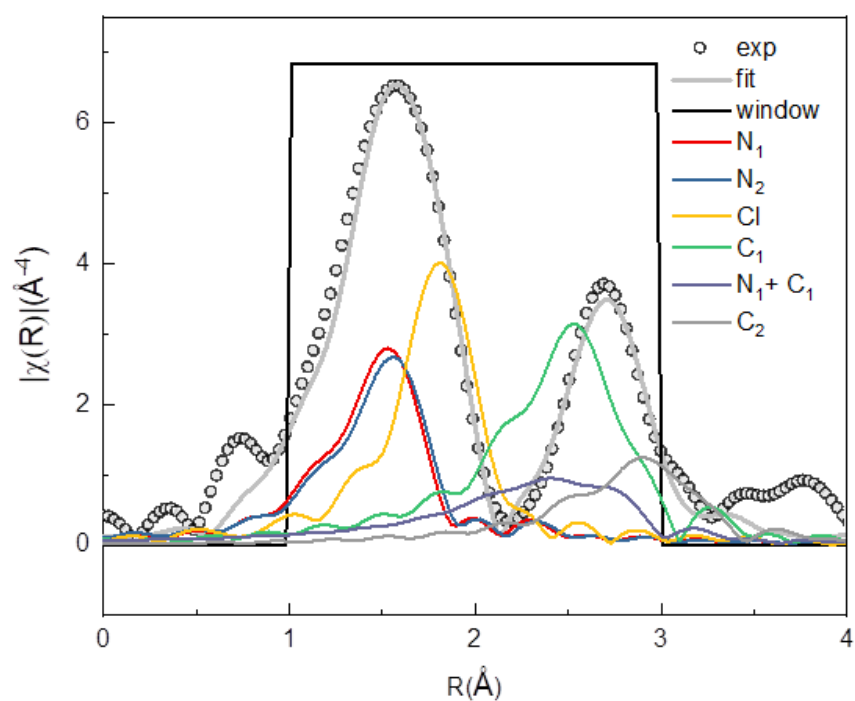 exp
fit
window
N₁
N₂
Cl
C₁
N₁+ C₁
C₂
|χ(R)|(Å⁻⁴)
6
4
2
0
0 1 2 3 4
R(Å)